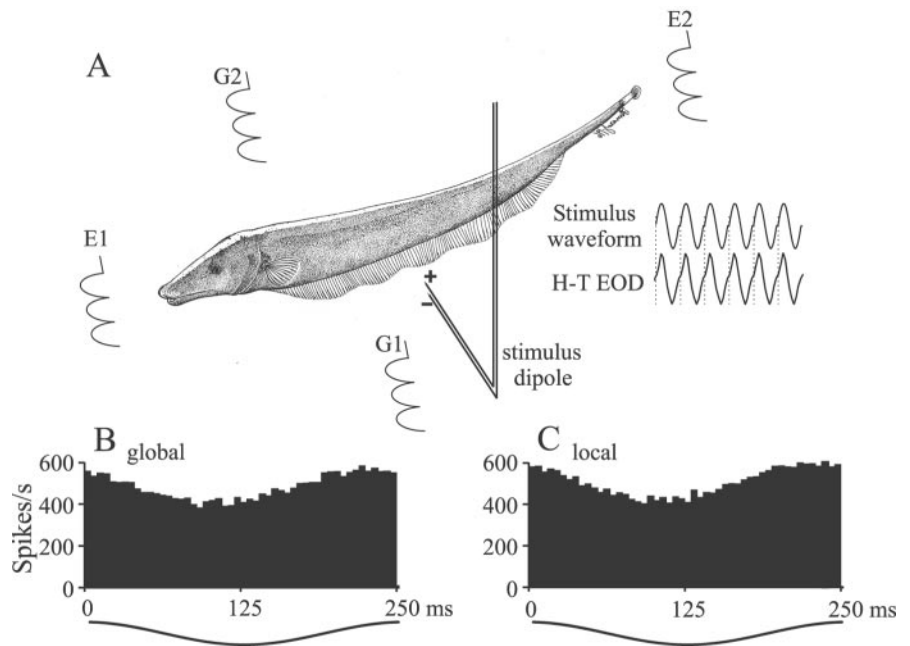 A
E2
G2
E1
Stimulus
waveform
H-T EOD
+
−
G1
stimulus
dipole
B global
C local
Spikes/s
600
400
200
0
0 125 250 ms
600
400
200
0
0 125 250 ms